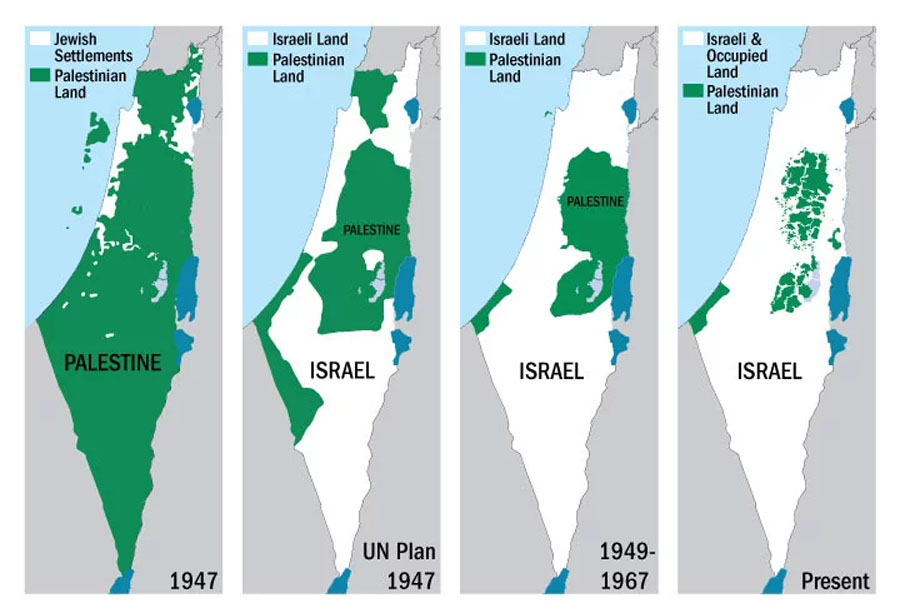 Jewish
Settlements
Palestinian
Land
PALESTINE
1947
Israeli Land
Palestinian
Land
PALESTINE
ISRAEL
UN Plan
1947
Israeli Land
Palestinian
Land
PALESTINE
ISRAEL
1949-
1967
Israeli &
Occupied
Land
Palestinian
Land
ISRAEL
Present